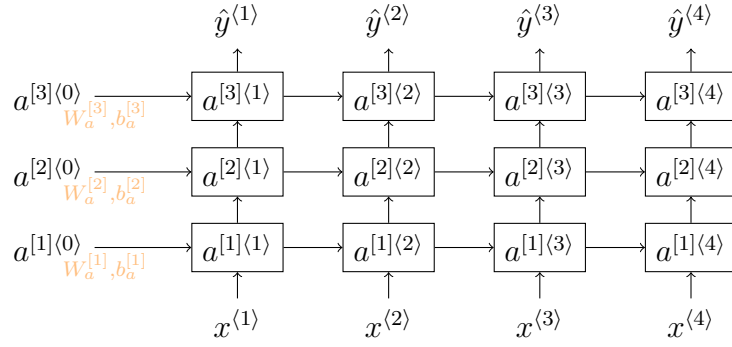 ŷ⟨1⟩ ŷ⟨2⟩ ŷ⟨3⟩ ŷ⟨4⟩
a[3]⟨0⟩ a[3]⟨1⟩ a[3]⟨2⟩ a[3]⟨3⟩ a[3]⟨4⟩
Wa[3],ba[3]
a[2]⟨0⟩ a[2]⟨1⟩ a[2]⟨2⟩ a[2]⟨3⟩ a[2]⟨4⟩
Wa[2],ba[2]
a[1]⟨0⟩ a[1]⟨1⟩ a[1]⟨2⟩ a[1]⟨3⟩ a[1]⟨4⟩
Wa[1],ba[1]
x⟨1⟩ x⟨2⟩ x⟨3⟩ x⟨4⟩